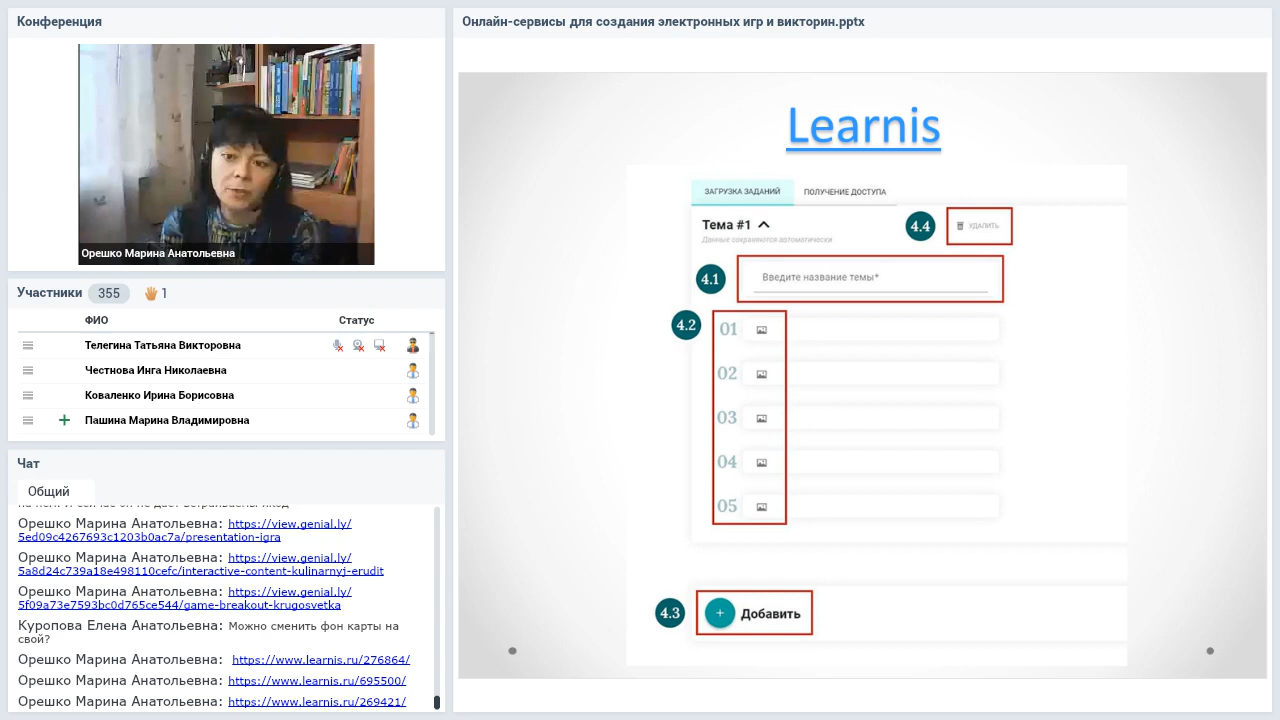 Конференция
Орешко Марина Анатольевна
Участники 355 1
ФИО Статус
Телегина Татьяна Викторовна
Честнова Инга Николаевна
Коваленко Ирина Борисовна
Пашина Марина Владимировна
Чат
Общий
Орешко Марина Анатольевна: https://view.genial.ly/
5ed09c4267693c1203b0ac7a/presentation-igra
Орешко Марина Анатольевна: https://view.genial.ly/
5a8d24c739a18e498110cefc/interactive-content-kulinarnyj-erudit
Орешко Марина Анатольевна: https://view.genial.ly/
5f09a73e7593bc0d765ce544/game-breakout-krugosvetka
Куропова Елена Анатольевна: Можно сменить фон карты на
свой?
Орешко Марина Анатольевна: https://www.learnis.ru/276864/
Орешко Марина Анатольевна: https://www.learnis.ru/695500/
Орешко Марина Анатольевна: https://www.learnis.ru/269421/
Онлайн-сервисы для создания электронных игр и викторин.pptx
Learnis
ЗАГРУЗКА ЗАДАНИЙ ПОЛУЧЕНИЕ ДОСТУПА
Тема #1
Данные сохраняются автоматически
4.4 УДАЛИТЬ
4.1 Введите название темы*
4.2 01
02
03
04
05
4.3 + Добавить